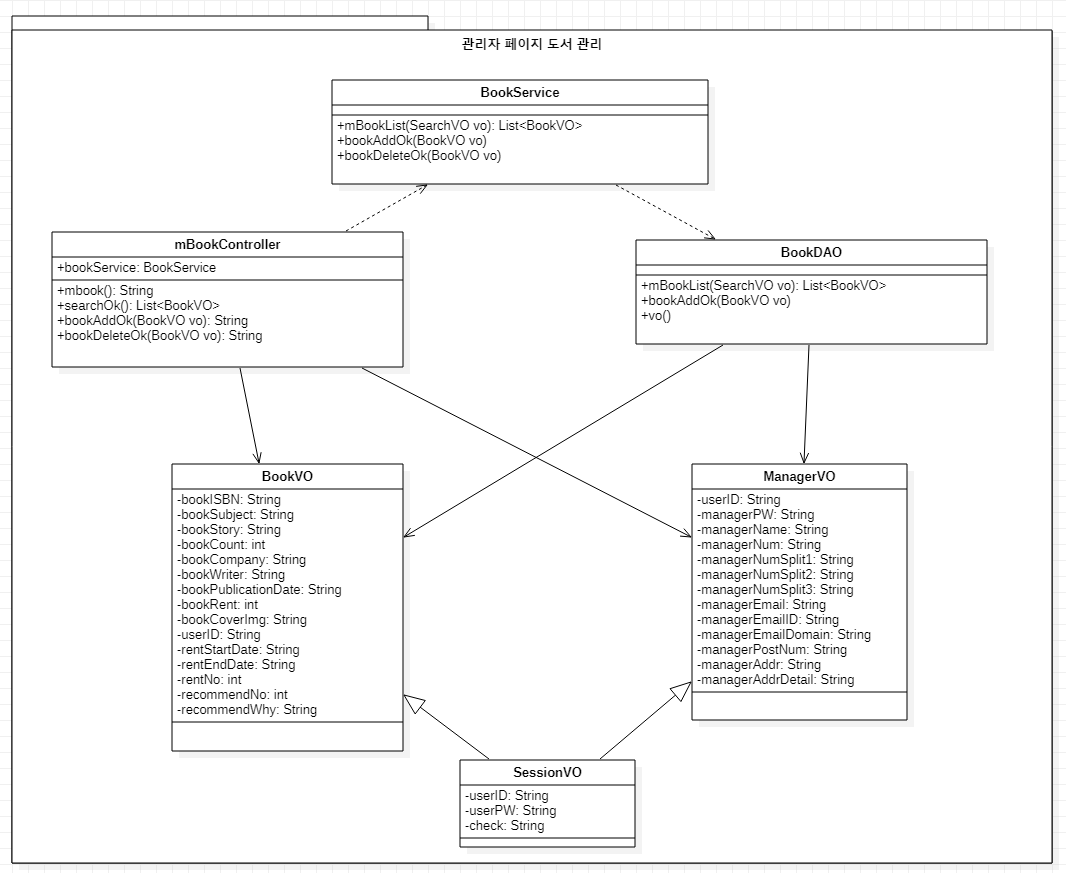 관리자 페이지 도서 관리
BookService
+mBookList(SearchVO vo): List<BookVO>
+bookAddOk(BookVO vo)
+bookDeleteOk(BookVO vo)
mBookController
+bookService: BookService
+mbook(): String
+searchOk(): List<BookVO>
+bookAddOk(BookVO vo): String
+bookDeleteOk(BookVO vo): String
BookDAO
+mBookList(SearchVO vo): List<BookVO>
+bookAddOk(BookVO vo)
+vo()
BookVO
-bookISBN: String
-bookSubject: String
-bookStory: String
-bookCount: int
-bookCompany: String
-bookWriter: String
-bookPublicationDate: String
-bookRent: int
-bookCoverImg: String
-userID: String
-rentStartDate: String
-rentEndDate: String
-rentNo: int
-recommendNo: int
-recommendWhy: String
ManagerVO
-userID: String
-managerPW: String
-managerName: String
-managerNum: String
-managerNumSplit1: String
-managerNumSplit2: String
-managerNumSplit3: String
-managerEmail: String
-managerEmailID: String
-managerEmailDomain: String
-managerPostNum: String
-managerAddr: String
-managerAddrDetail: String
SessionVO
-userID: String
-userPW: String
-check: String